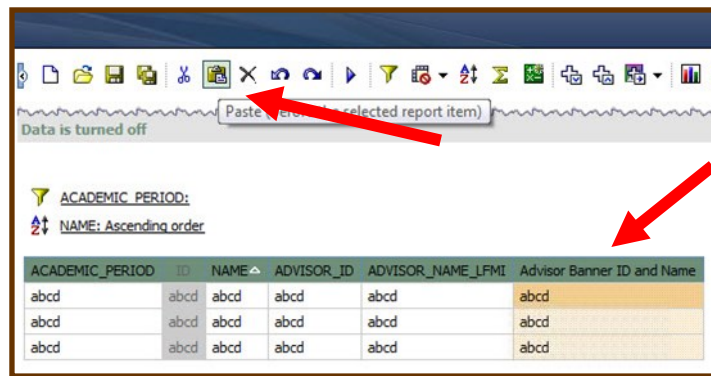 Paste ( selected report item)
Data is turned off
ACADEMIC_PERIOD:
NAME: Ascending order
ACADEMIC_PERIOD ID NAME ADVISOR_ID ADVISOR_NAME_LFMI Advisor Banner ID and Name
abcd abcd abcd abcd abcd abcd
abcd abcd abcd abcd abcd abcd
abcd abcd abcd abcd abcd abcd